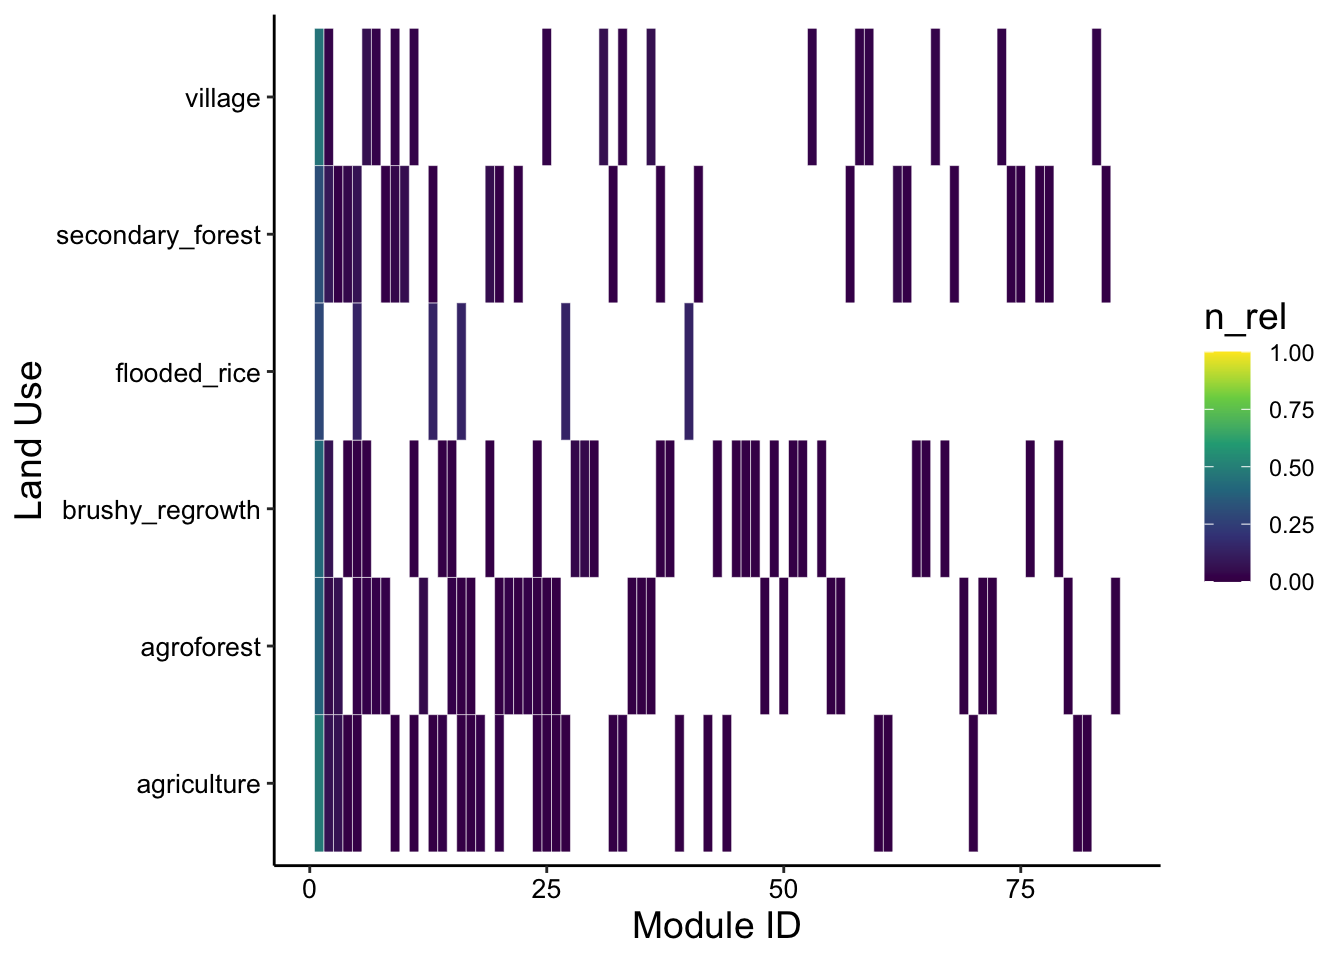 village
secondary_forest
flooded_rice
brushy_regrowth
agroforest
agriculture
Land Use
0
25
50
75
Module ID
n_rel
1.00
0.75
0.50
0.25
0.00